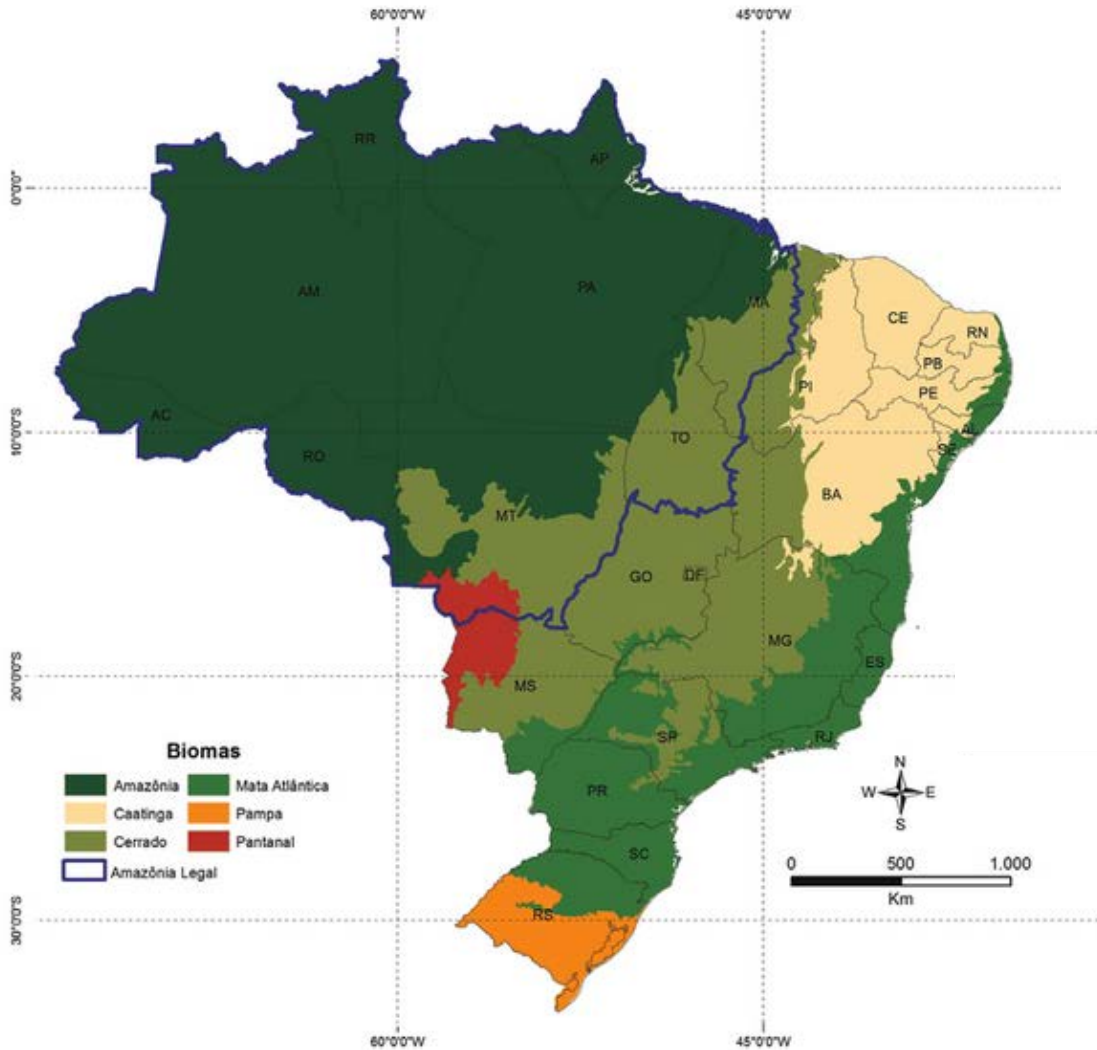 60°0'0"W 45°0'0"W
RR
AP
0°0'0"
AM PA MA
CE
RN
PB
PI
PE
AC
TO
AL
10°0'0"S
RO
SE
BA
MT
GO DF
MG
ES
20°0'0"S
MS
SP RJ
Biomas
Amazônia Mata Atlântica
Caatinga Pampa
Cerrado Pantanal
Amazônia Legal
PR
N
W E
S
SC
0 500 1.000
Km
RS
30°0'0"S
60°0'0"W 45°0'0"W